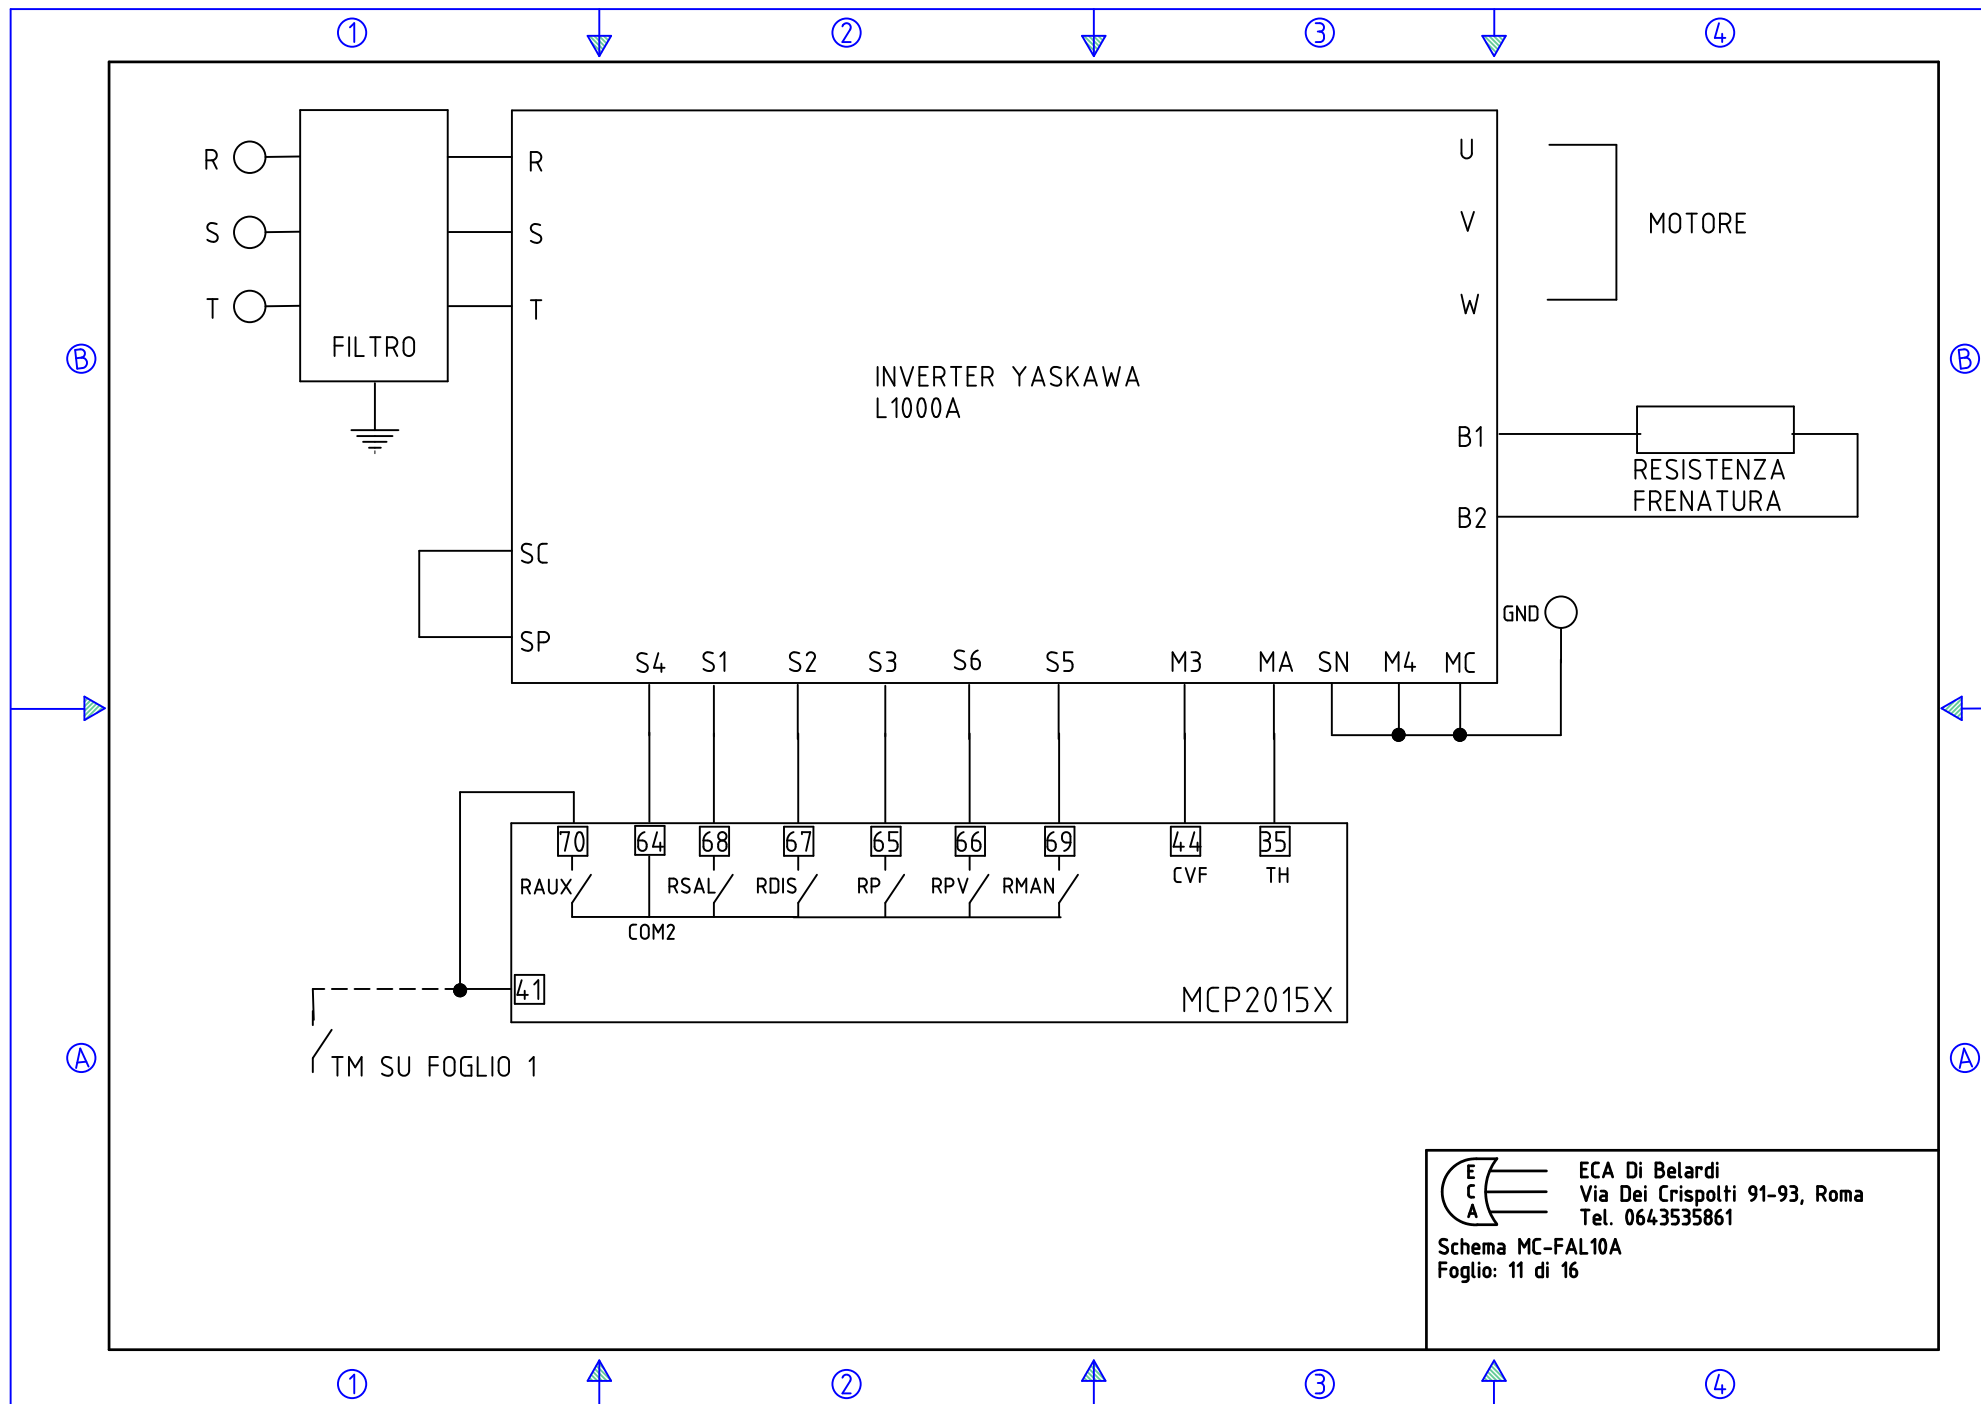 1 2 3 4
R R U
S S V MOTORE
T T W
FILTRO
B B
INVERTER YASKAWA
L1000A
B1
RESISTENZA
FRENATURA
B2
SC
SP
GND
S4 S1 S2 S3 S6 S5 M3 MA SN M4 MC
70 64 68 67 65 66 69 44 35
RAUX RSAL RDIS RP RPV RMAN CVF TH
COM2
41
MCP2015X
TM SU FOGLIO 1
A A
E
C
A
ECA Di Belardi
Via Dei Crispolti 91-93, Roma
Tel. 0643535861
Schema MC-FAL10A
Foglio: 11 di 16
1 2 3 4